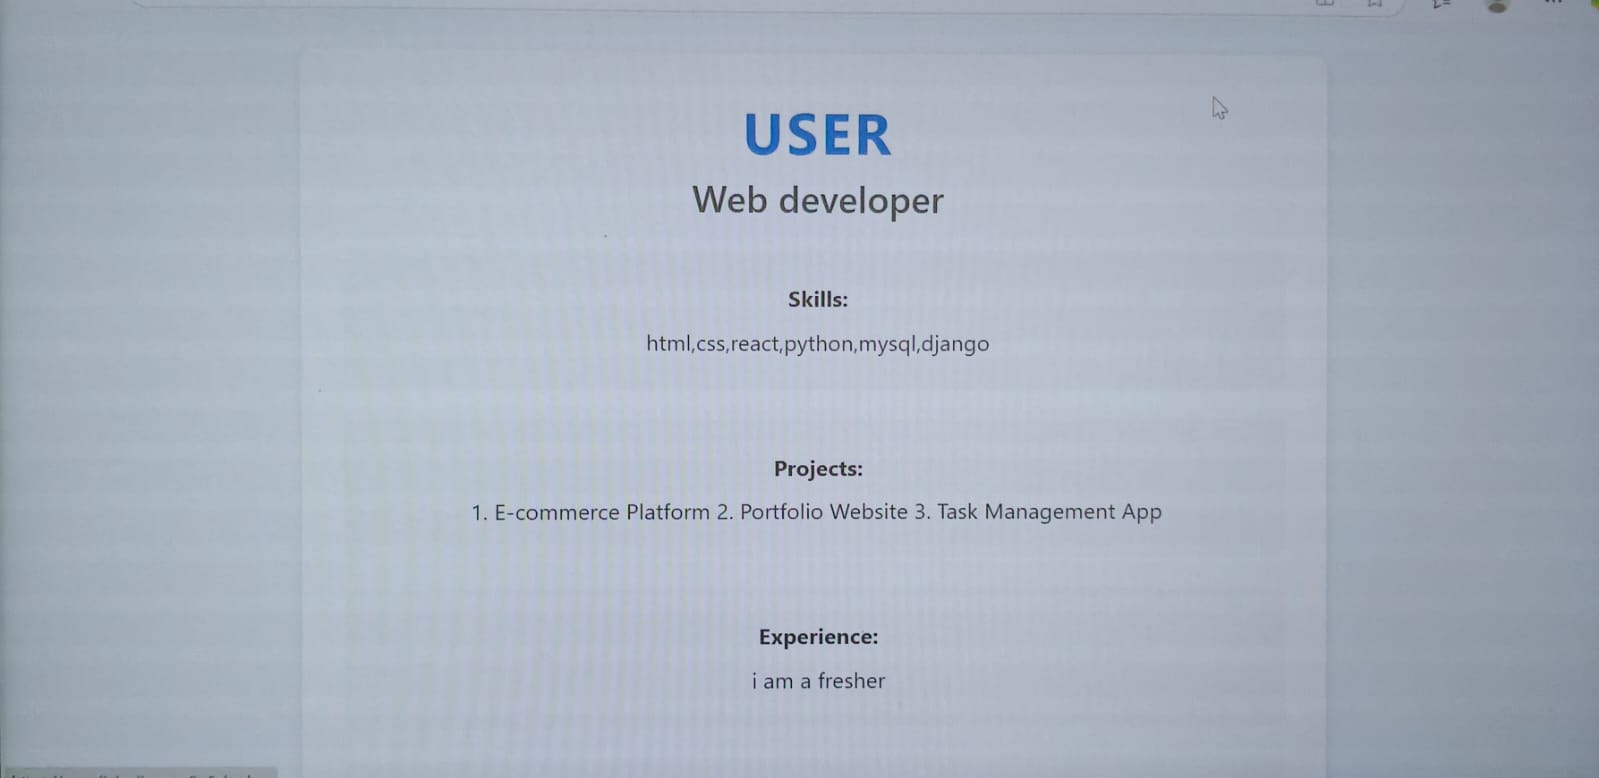 USER
Web developer
Skills:
html,css,react,python,mysql,django
Projects:
1. E-commerce Platform 2. Portfolio Website 3. Task Management App
Experience:
i am a fresher